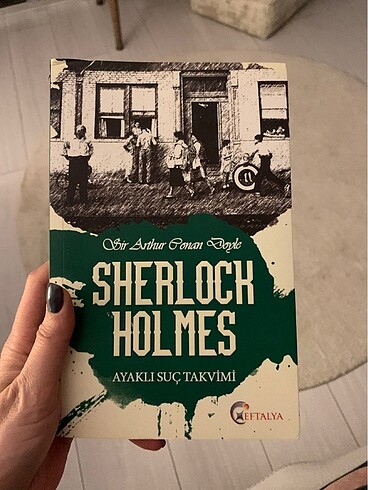 Sir Arthur Conan Doyle
SHERLOCK
HOLMES
AYAKLI SUÇ TAKVİMİ
EFTALYA